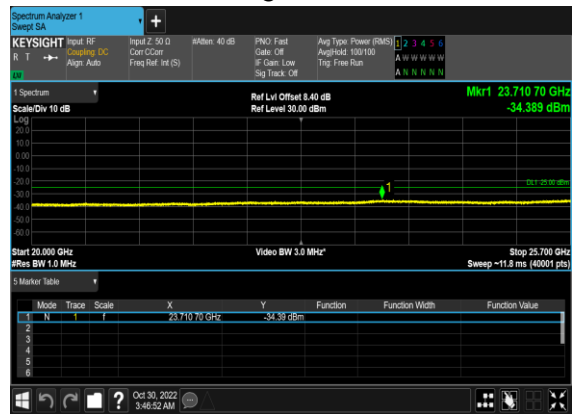 Spectrum Analyzer 1
Swept SA
+
KEYSIGHT Input: RF Input Z: 50 Ω #Atten: 40 dB PNO: Fast Avg Type: Power (RMS) 1 2 3 4 5 6
R T Coupling: DC Corr CCorr Gate: Off Avg|Hold: 100/100 A W W W W W
Align: Auto Freq Ref: Int (S) IF Gain: Low Trig: Free Run
Sig Track: Off A N N N N N
LXI
1 Spectrum Ref Lvl Offset 8.40 dB Mkr1 23.710 70 GHz
Scale/Div 10 dB Ref Level 30.00 dBm -34.389 dBm
Log
20.0
10.0
0.00
-10.0
-20.0
-30.0
-40.0
-50.0
-60.0
1
DL1 -25.00 dBm
Start 20.000 GHz Video BW 3.0 MHz* Stop 25.700 GHz
#Res BW 1.0 MHz Sweep ~11.8 ms (40001 pts)
5 Marker Table
Mode Trace Scale X Y Function Function Width Function Value
1 N 1 f 23.710 70 GHz -34.39 dBm
2
3
4
5
6
? Oct 30, 2022
3:46:52 AM